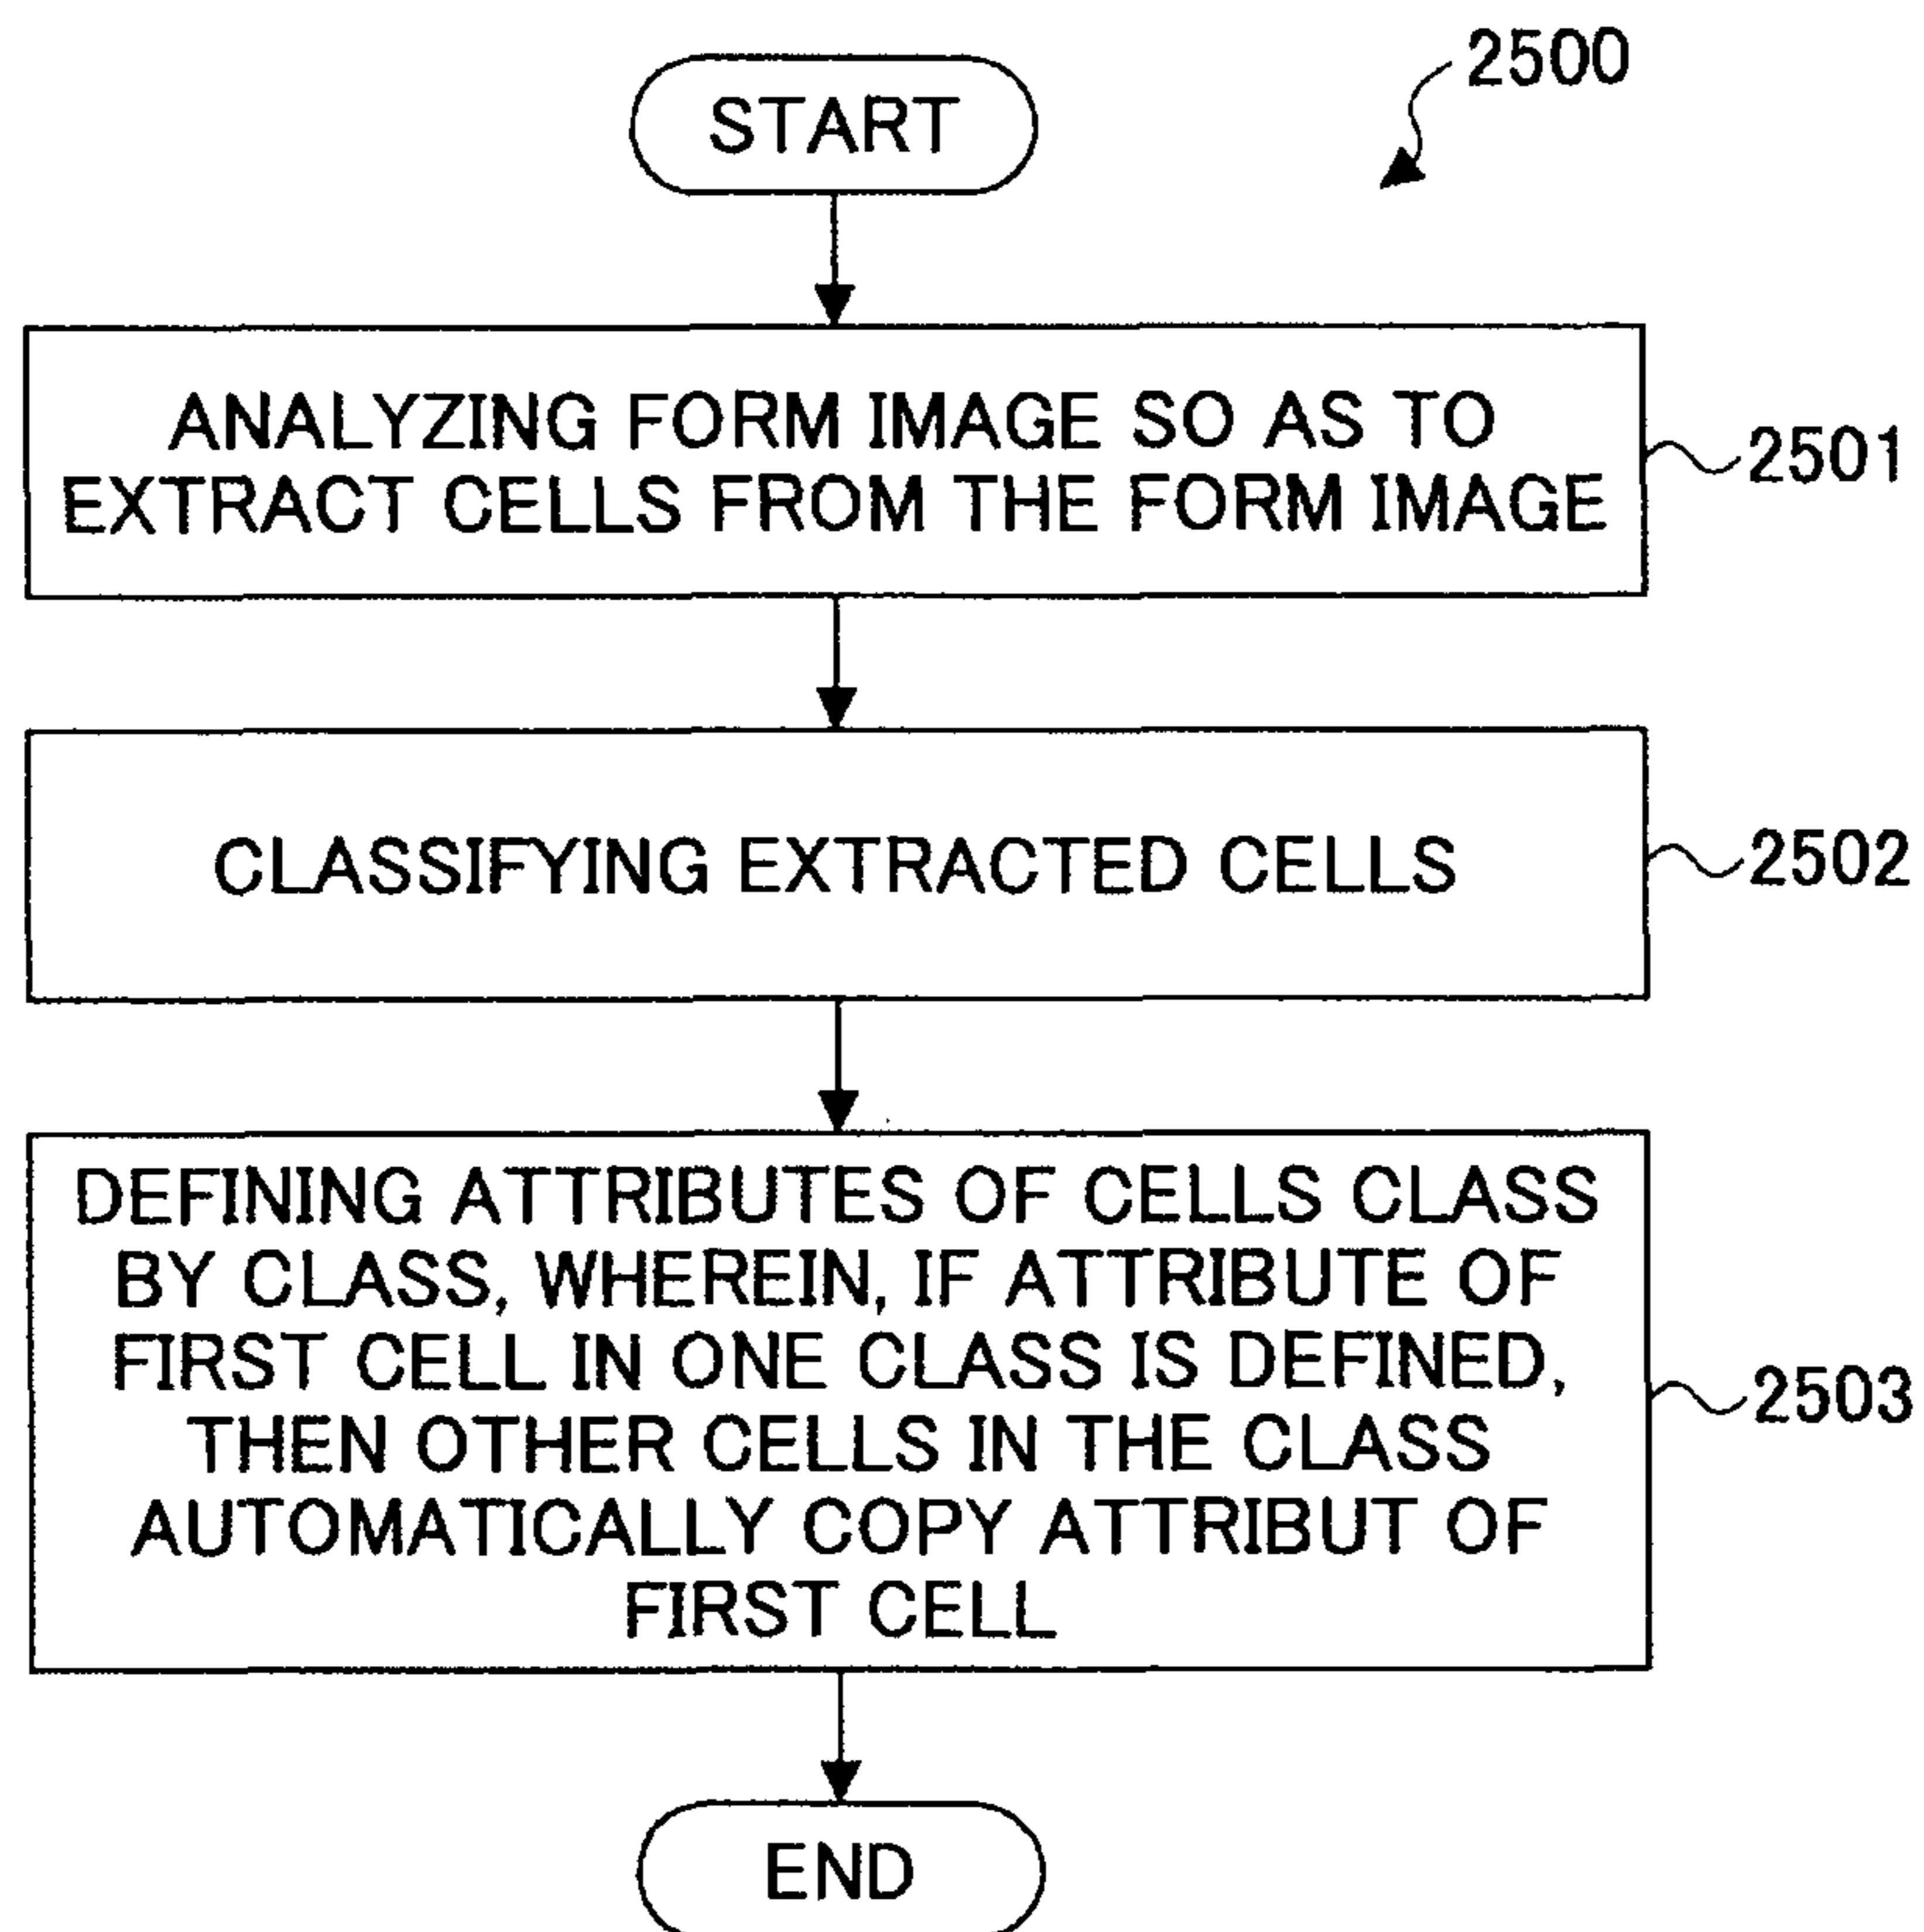 2500
START
ANALYZING FORM IMAGE SO AS TO
EXTRACT CELLS FROM THE FORM IMAGE
2501
CLASSIFYING EXTRACTED CELLS
2502
DEFINING ATTRIBUTES OF CELLS CLASS
BY CLASS, WHEREIN, IF ATTRIBUTE OF
FIRST CELL IN ONE CLASS IS DEFINED,
THEN OTHER CELLS IN THE CLASS
AUTOMATICALLY COPY ATTRIBUT OF
FIRST CELL
2503
END